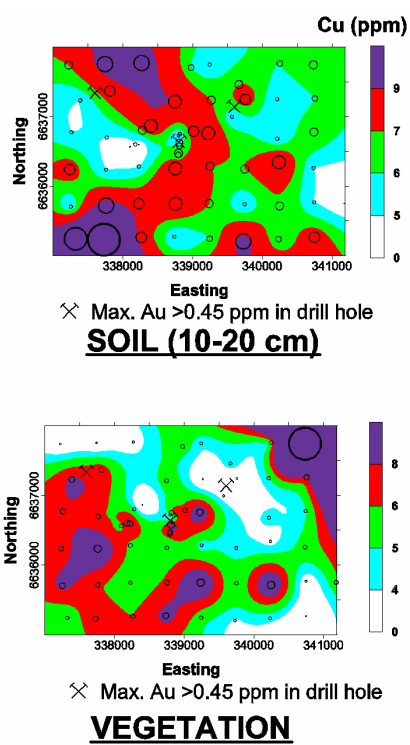 Cu (ppm)
9
7
6
5
0
Northing
6637000
6636000
338000 339000 340000 341000
Easting
Max. Au >0.45 ppm in drill hole
SOIL (10-20 cm)
8
6
5
4
0
Northing
6637000
6636000
338000 339000 340000 341000
Easting
Max. Au >0.45 ppm in drill hole
VEGETATION